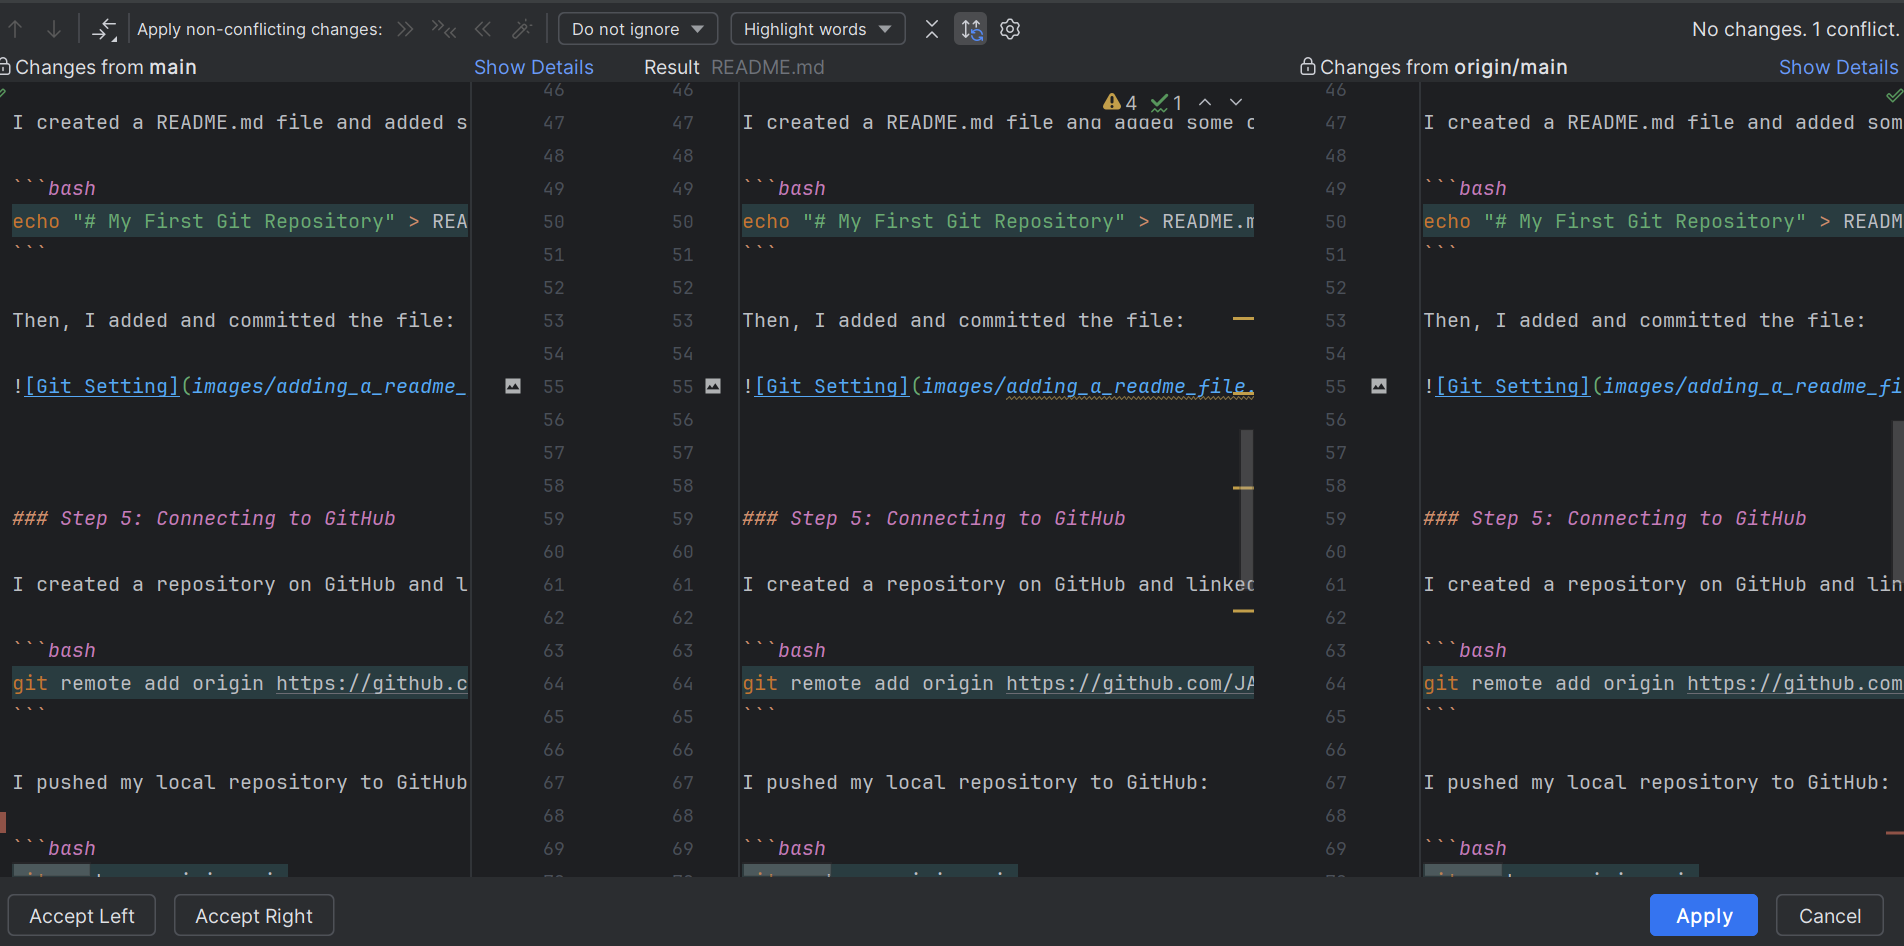 Apply non-conflicting changes: Do not ignore Highlight words No changes. 1 conflict.
Changes from main Show Details Result README.md Changes from origin/main Show Details
46 46 4 1 46
I created a README.md file and added s 47 47 I created a README.md file and added some c 47 I created a README.md file and added som
48 48 48
```bash 49 49 ```bash 49 ```bash
echo "# My First Git Repository" > REA 50 50 echo "# My First Git Repository" > README.m 50 echo "# My First Git Repository" > READM
``` 51 51 ``` 51 ```
52 52 52
Then, I added and committed the file: 53 53 Then, I added and committed the file: 53 Then, I added and committed the file:
54 54 54
![Git Setting](images/adding_a_readme_ 55 55 ![Git Setting](images/adding_a_readme_file. 55 ![Git Setting](images/adding_a_readme_fi
56 56 56
57 57 57
58 58 58
### Step 5: Connecting to GitHub 59 59 ### Step 5: Connecting to GitHub 59 ### Step 5: Connecting to GitHub
60 60 60
I created a repository on GitHub and l 61 61 I created a repository on GitHub and linked 61 I created a repository on GitHub and lin
62 62 62
```bash 63 63 ```bash 63 ```bash
git remote add origin https://github.c 64 64 git remote add origin https://github.com/JA 64 git remote add origin https://github.com
``` 65 65 ``` 65 ```
66 66 66
I pushed my local repository to GitHub 67 67 I pushed my local repository to GitHub: 67 I pushed my local repository to GitHub:
68 68 68
```bash 69 69 ```bash 69 ```bash
Accept Left Accept Right Apply Cancel